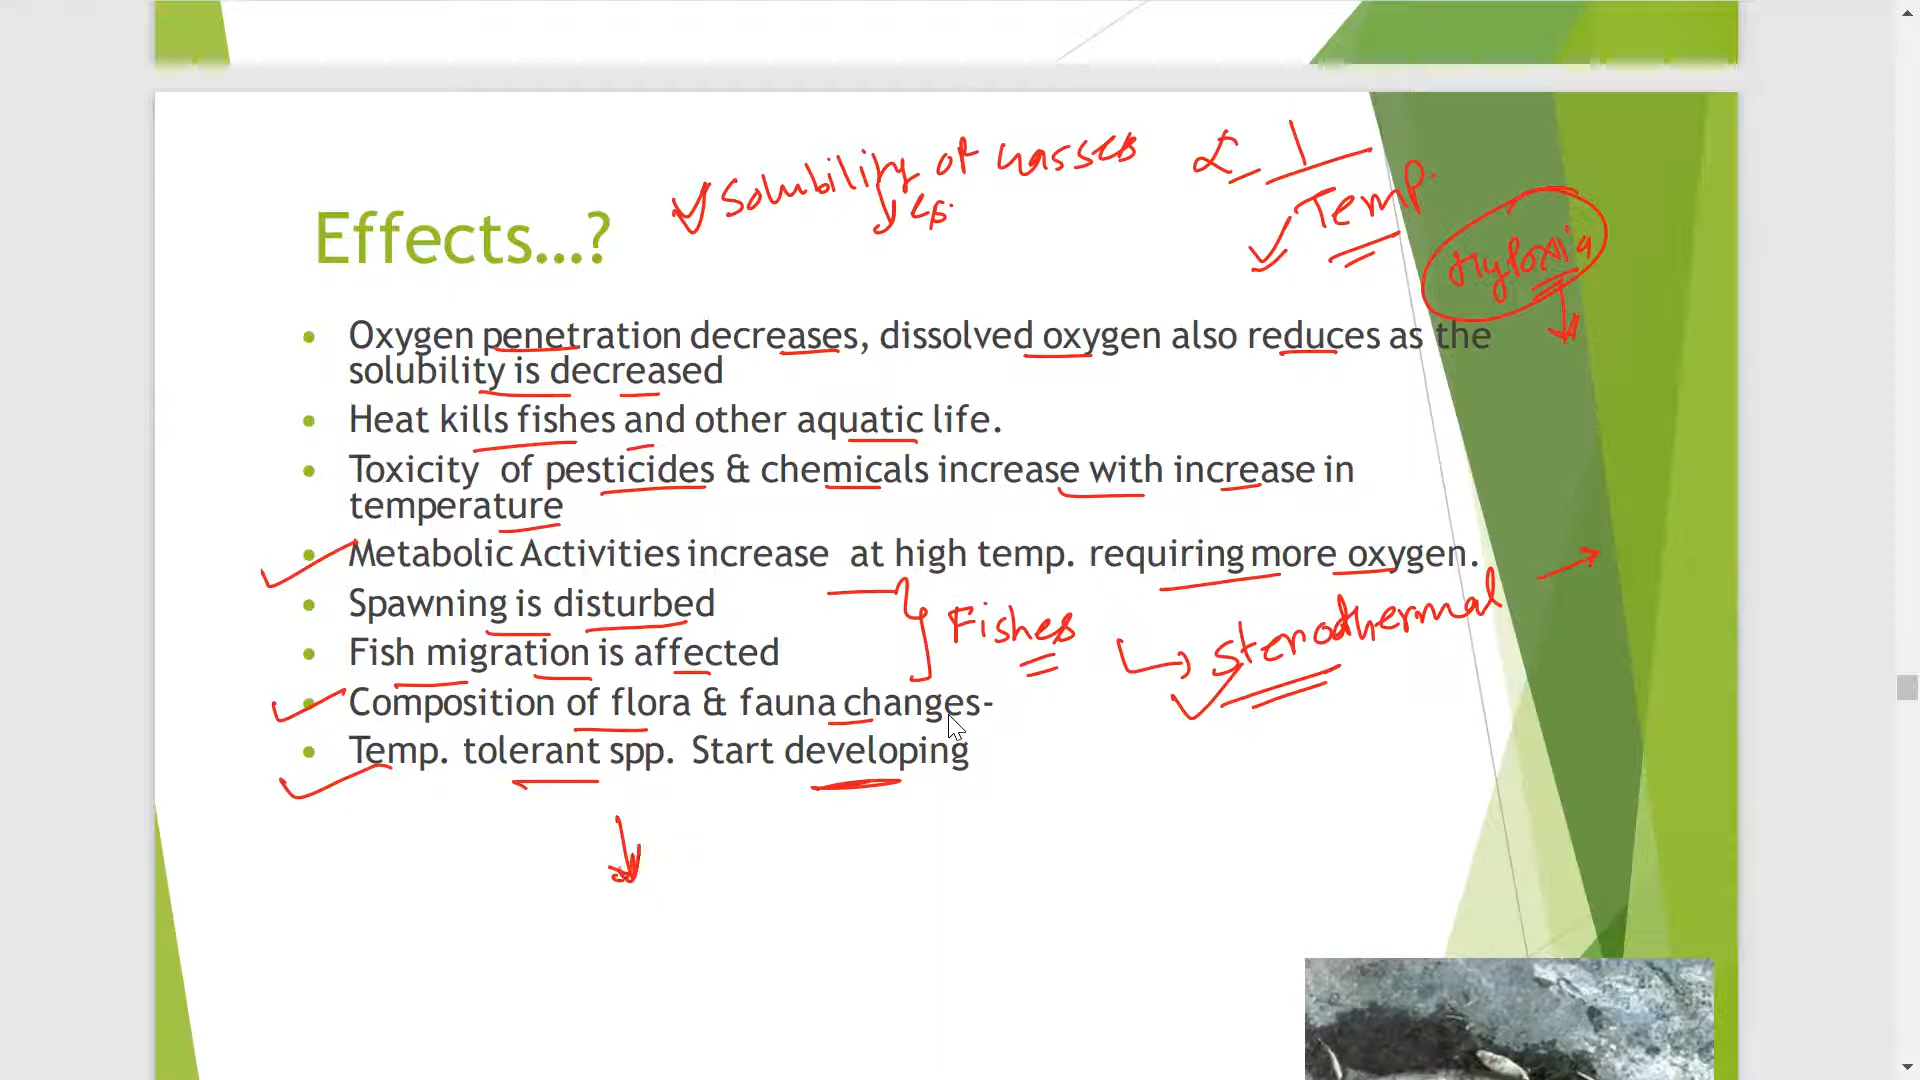 Solubility of Gasses ∝ 1
Temp.
Hypoxia
Effects...?
Oxygen penetration decreases, dissolved oxygen also reduces as the
solubility is decreased
Heat kills fishes and other aquatic life.
Toxicity of pesticides & chemicals increase with increase in
temperature
Metabolic Activities increase at high temp. requiring more oxygen.
Spawning is disturbed
Fishes
stenothermal
Fish migration is affected
Composition of flora & fauna changes-
Temp. tolerant spp. Start developing